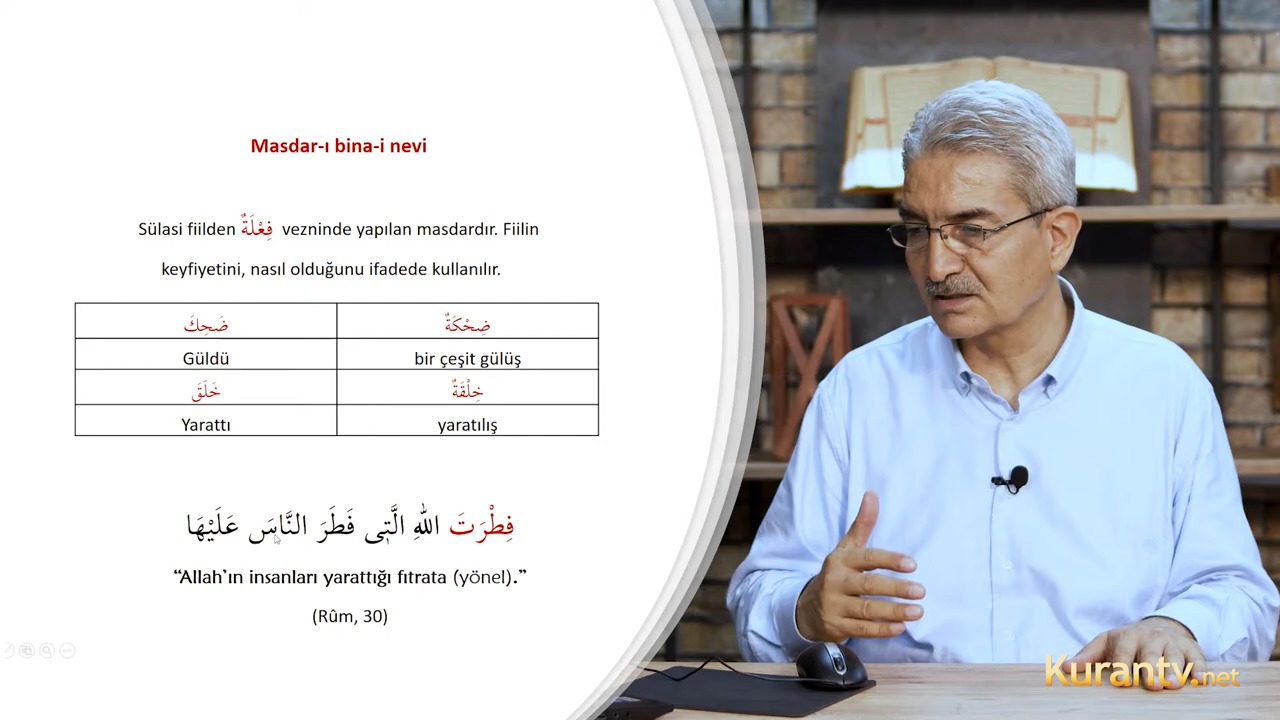 Masdar-ı bina-i nevi
Sülasi fiilden فِعْلَةٌ vezninde yapılan masdardır. Fiilin
keyfiyetini, nasıl olduğunu ifadede kullanılır.
ضَحِكَ ضِحْكَةٌ
Güldü bir çeşit gülüş
خَلَقَ خِلْقَةٌ
Yarattı yaratılış
فِطْرَتَ اللهِ الَّتٖى فَطَرَ النَّاسَ عَلَيْهَا
“Allah’ın insanları yarattığı fıtrata (yönel).”
(Rûm, 30)
Kurantv.net